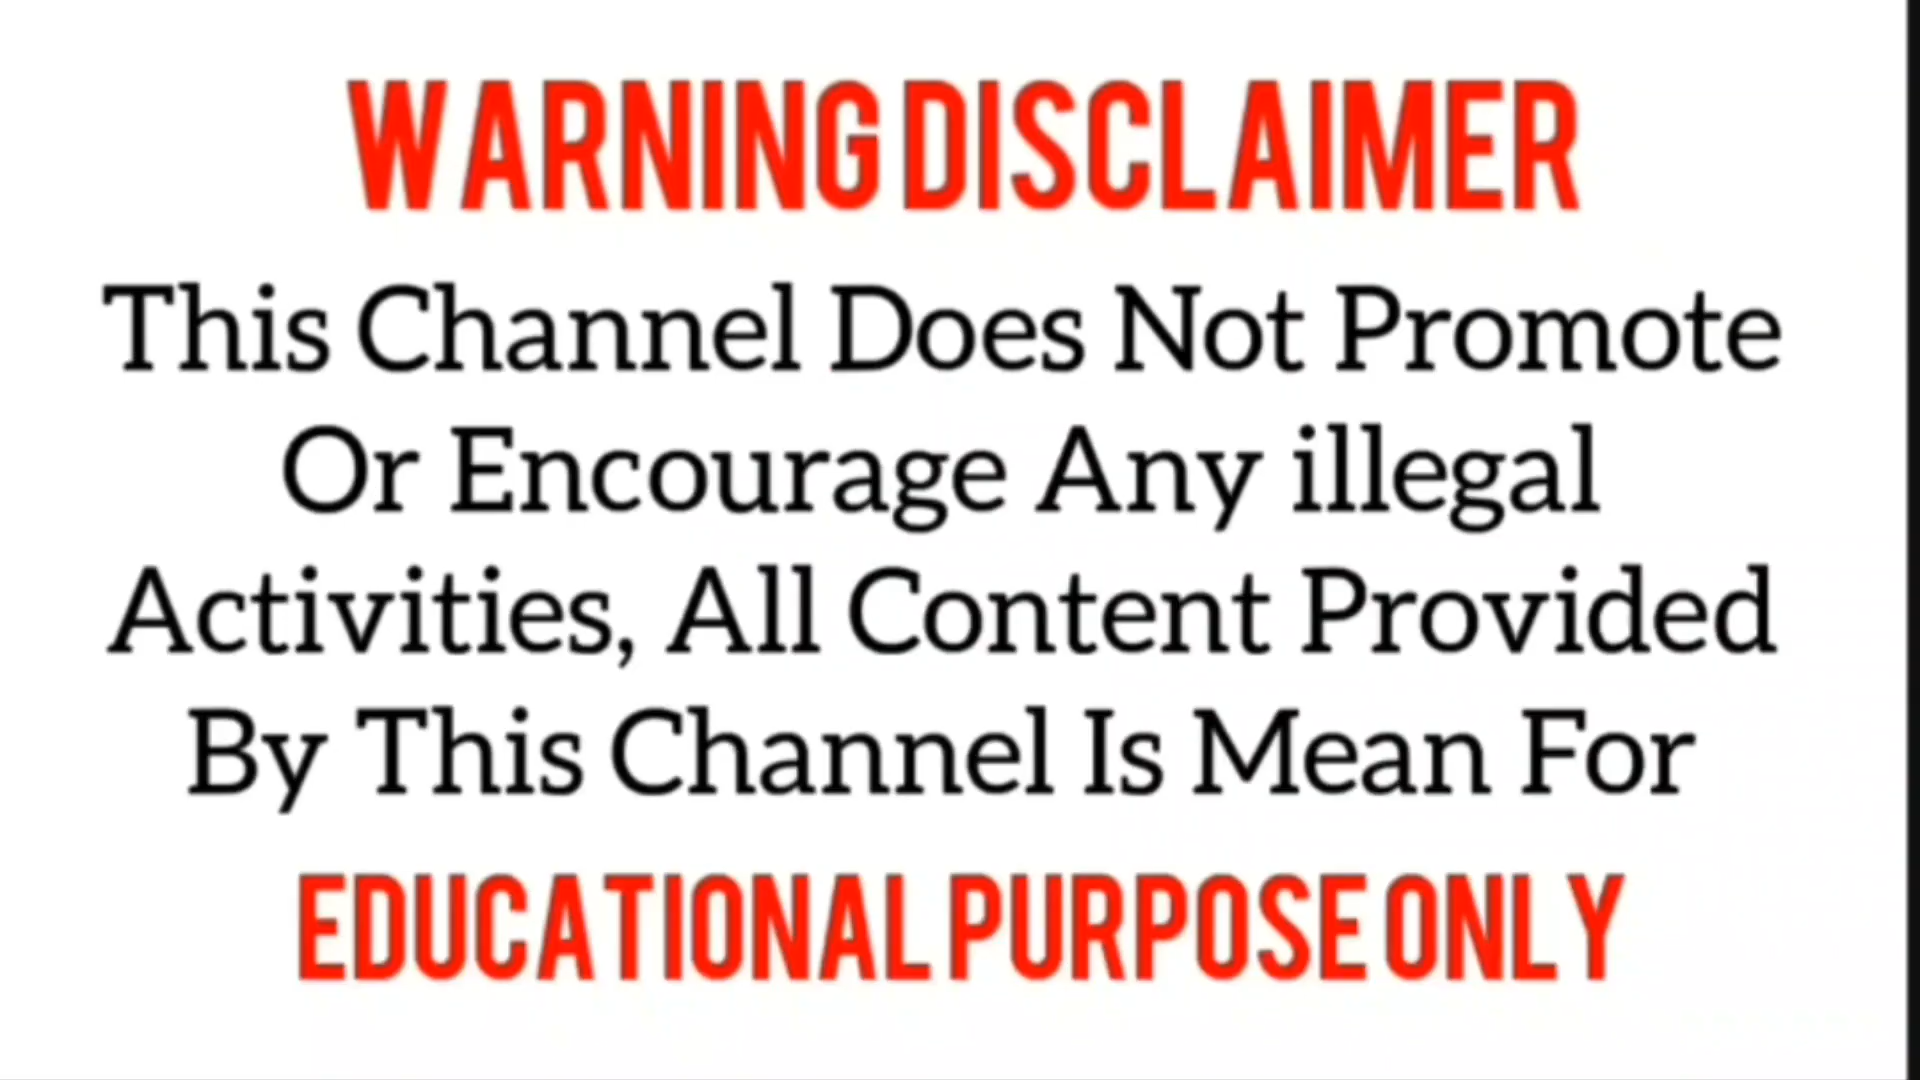 WARNING DISCLAIMER
This Channel Does Not Promote
Or Encourage Any illegal
Activities, All Content Provided
By This Channel Is Mean For
EDUCATIONAL PURPOSE ONLY